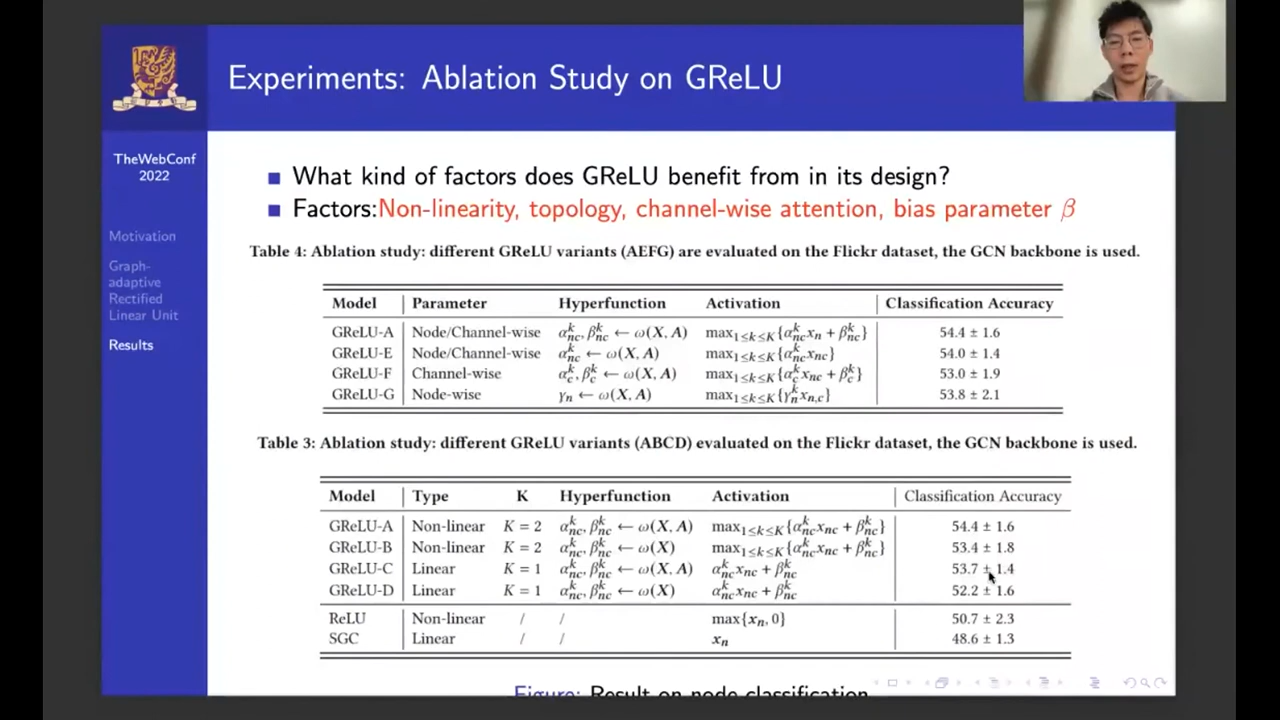 Experiments: Ablation Study on GReLU
TheWebConf
2022
Motivation
Graph-
adaptive
Rectified
Linear Unit
Results
■ What kind of factors does GReLU benefit from in its design?
■ Factors:Non-linearity, topology, channel-wise attention, bias parameter β
Table 4: Ablation study: different GReLU variants (AEFG) are evaluated on the Flickr dataset, the GCN backbone is used.
Model Parameter Hyperfunction Activation Classification Accuracy
GReLU-A Node/Channel-wise α^k_nc, β^k_nc ← ω(X, A) max_{1≤k≤K}{α^k_nc x_n + β^k_nc} 54.4 ± 1.6
GReLU-E Node/Channel-wise α^k_nc ← ω(X, A) max_{1≤k≤K}{α^k_nc x_nc} 54.0 ± 1.4
GReLU-F Channel-wise α^k_c, β^k_c ← ω(X, A) max_{1≤k≤K}{α^k_c x_nc + β^k_c} 53.0 ± 1.9
GReLU-G Node-wise γ_n ← ω(X, A) max_{1≤k≤K}{γ^k_n x_n,c} 53.8 ± 2.1
Table 3: Ablation study: different GReLU variants (ABCD) evaluated on the Flickr dataset, the GCN backbone is used.
Model Type K Hyperfunction Activation Classification Accuracy
GReLU-A Non-linear K = 2 α^k_nc, β^k_nc ← ω(X, A) max_{1≤k≤K}{α^k_nc x_nc + β^k_nc} 54.4 ± 1.6
GReLU-B Non-linear K = 2 α^k_nc, β^k_nc ← ω(X) max_{1≤k≤K}{α^k_nc x_nc + β^k_nc} 53.4 ± 1.8
GReLU-C Linear K = 1 α^k_nc, β^k_nc ← ω(X, A) α^k_nc x_nc + β^k_nc 53.7 ± 1.4
GReLU-D Linear K = 1 α^k_nc, β^k_nc ← ω(X) α^k_nc x_nc + β^k_nc 52.2 ± 1.6
ReLU Non-linear / / max{x_n, 0} 50.7 ± 2.3
SGC Linear / / x_n 48.6 ± 1.3
Figure: Result on node classification